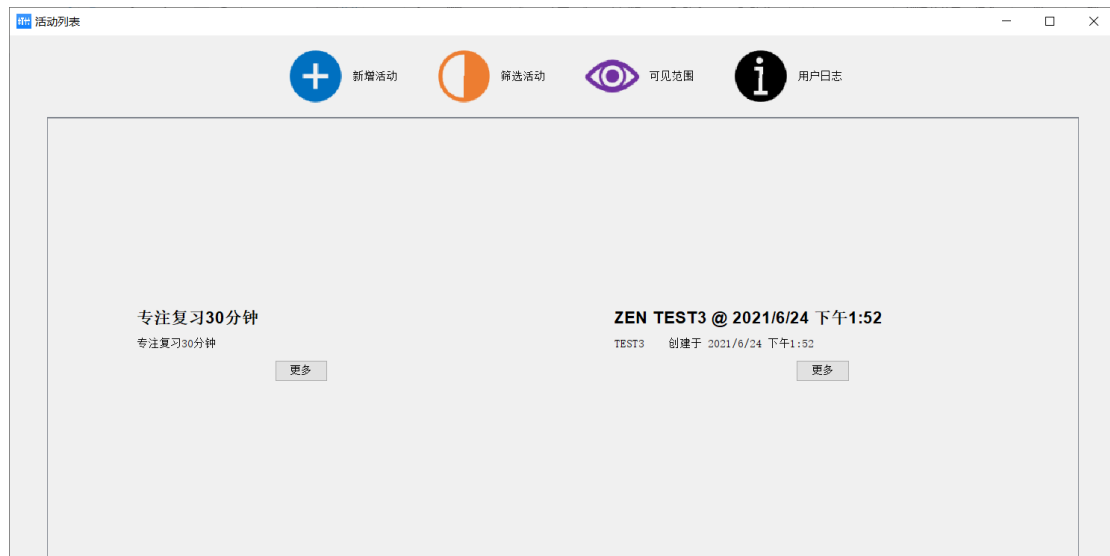 活动列表
新增活动 筛选活动 可见范围 用户日志
专注复习30分钟
专注复习30分钟
更多
ZEN TEST3 @ 2021/6/24 下午1:52
TEST3 创建于 2021/6/24 下午1:52
更多